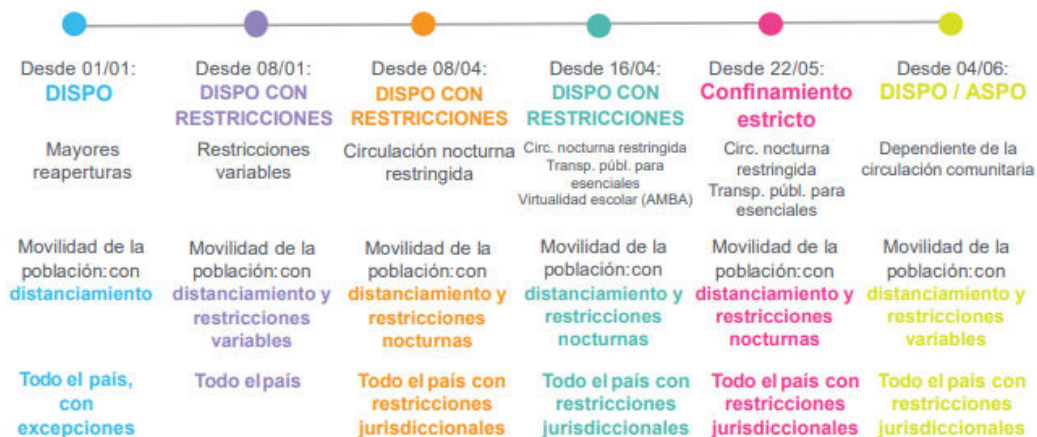 Desde 01/01:
DISPO
Mayores
reaperturas
Movilidad de la
población:con
distanciamiento
Todo el país,
con
excepciones
Desde 08/01:
DISPO CON
RESTRICCIONES
Restricciones
variables
Movilidad de la
población:con
distanciamiento y
restricciones
variables
Todo el país
Desde 08/04:
DISPO CON
RESTRICCIONES
Circulación nocturna
restringida
Movilidad de la
población:con
distanciamiento y
restricciones
nocturnas
Todo el país con
restricciones
jurisdiccionales
Desde 16/04:
DISPO CON
RESTRICCIONES
Circ. nocturna restringida
Transp. públ. para
esenciales
Virtualidad escolar (AMBA)
Movilidad de la
población:con
distanciamiento y
restricciones
nocturnas
Todo el país con
restricciones
jurisdiccionales
Desde 22/05:
Confinamiento
estricto
Circ. nocturna
restringida
Transp. públ. para
esenciales
Movilidad de la
población:con
distanciamiento y
restricciones
nocturnas
Todo el país con
restricciones
jurisdiccionales
Desde 04/06:
DISPO / ASPO
Dependiente de la
circulación comunitaria
Movilidad de la
población:con
distanciamiento y
restricciones
variables
Todo el país con
restricciones
jurisdiccionales